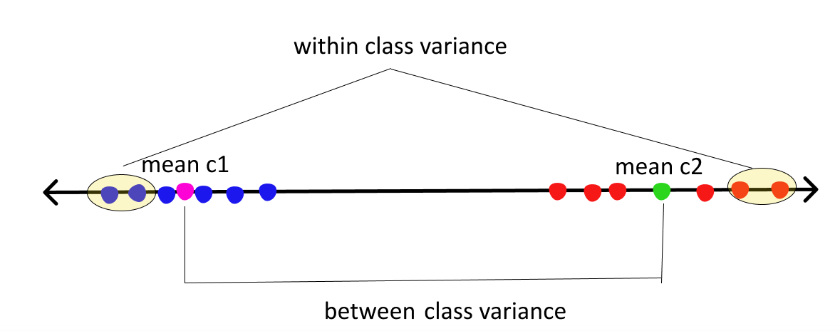 within class variance
mean c1
mean c2
between class variance